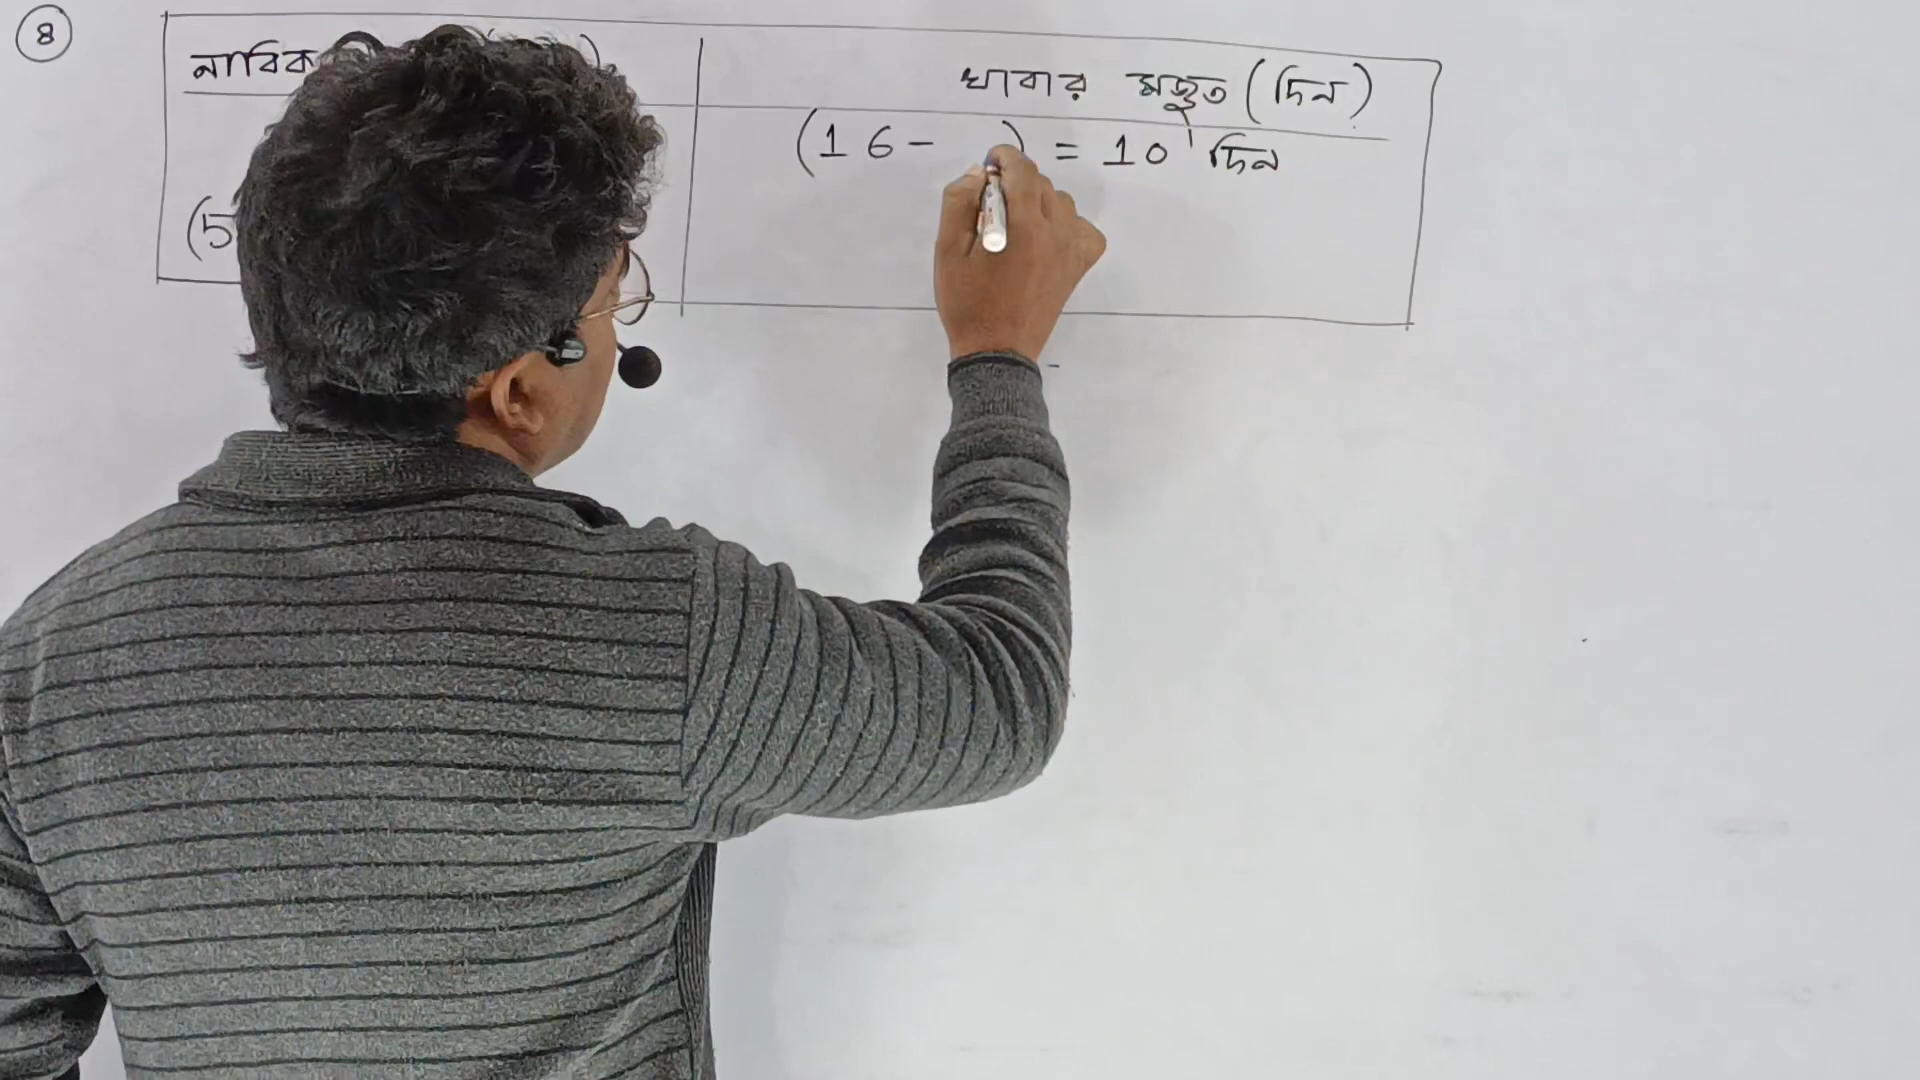 ৪
নাবিক
খাবার মজুত (দিন)
(16- ) = 10 দিন
(5